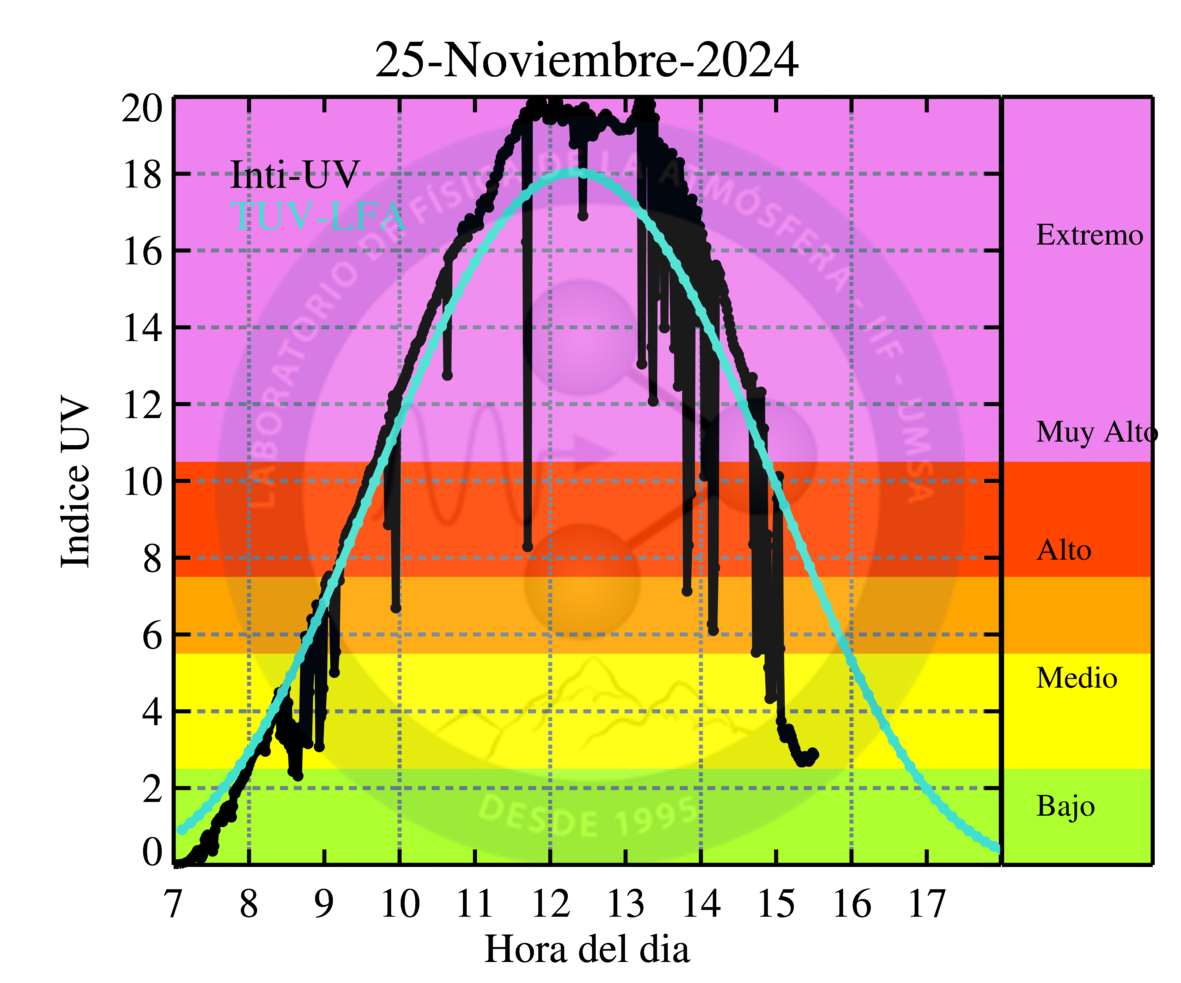 25-Noviembre-2024
Inti-UV
TUV-LFA
Indice UV
20
18
16
14
12
10
8
6
4
2
0
7 8 9 10 11 12 13 14 15 16 17
Hora del dia
Extremo
Muy Alto
Alto
Medio
Bajo
LABORATORIO DE FÍSICA DE LA ATMÓSFERA - IIF - UMSA
DESDE 1995